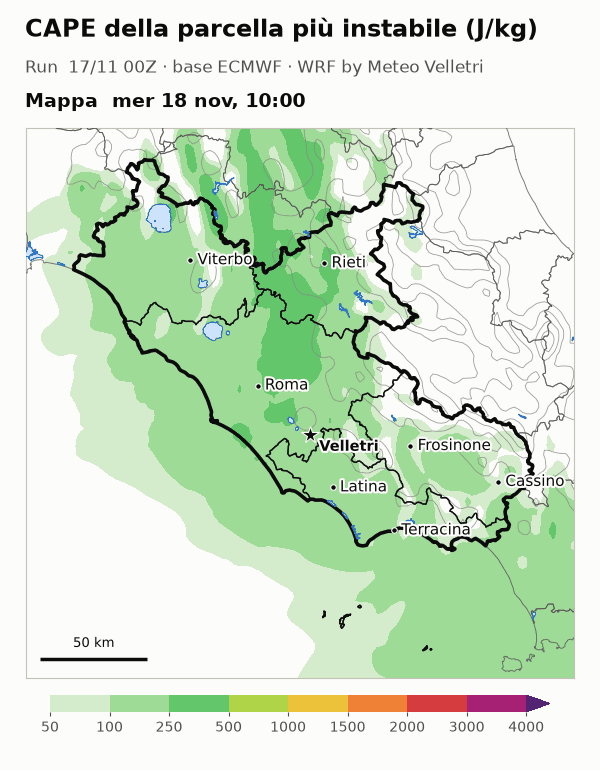 CAPE della parcella più instabile (J/kg)
Run  17/11 00Z · base ECMWF · WRF by Meteo Velletri
Mappa  mer 18 nov, 10:00
Viterbo
Rieti
Roma
Velletri
Frosinone
Latina
Cassino
Terracina
50 km
50 100 250 500 1000 1500 2000 3000 4000